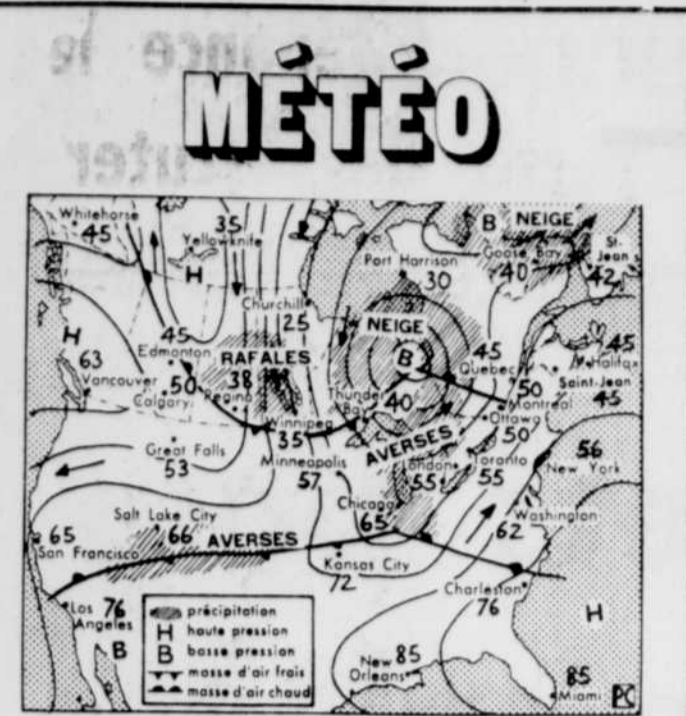 MÉTÉO
Whitehorse
45
35
Yellowknife
H
B
NEIGE
Port Harrison
30
Goose Bay
40
St-
Jean s
42
Churchill
25
NEIGE
B
H
63
Vancouver
45
Edmonton
50
Calgary
RAFALES
38
Regina
Winnipeg
35
Thunder
Bay
40
45
Quebec
45
Halifax
Saint-Jean
45
50
Montreal
Ottawa
50
AVERSES
Great Falls
53
Minneapolis
57
London
55
Toronto
55
56
New York
Chicago
65
Washington
62
65
San Francisco
Salt Lake City
66
AVERSES
Kansas City
72
Charleston
76
H
Los
Angeles
76
B
New
Orleans
85
85
Miami
PC
précipitation
H haute pression
B basse pression
masse d'air frais
masse d'air chaud